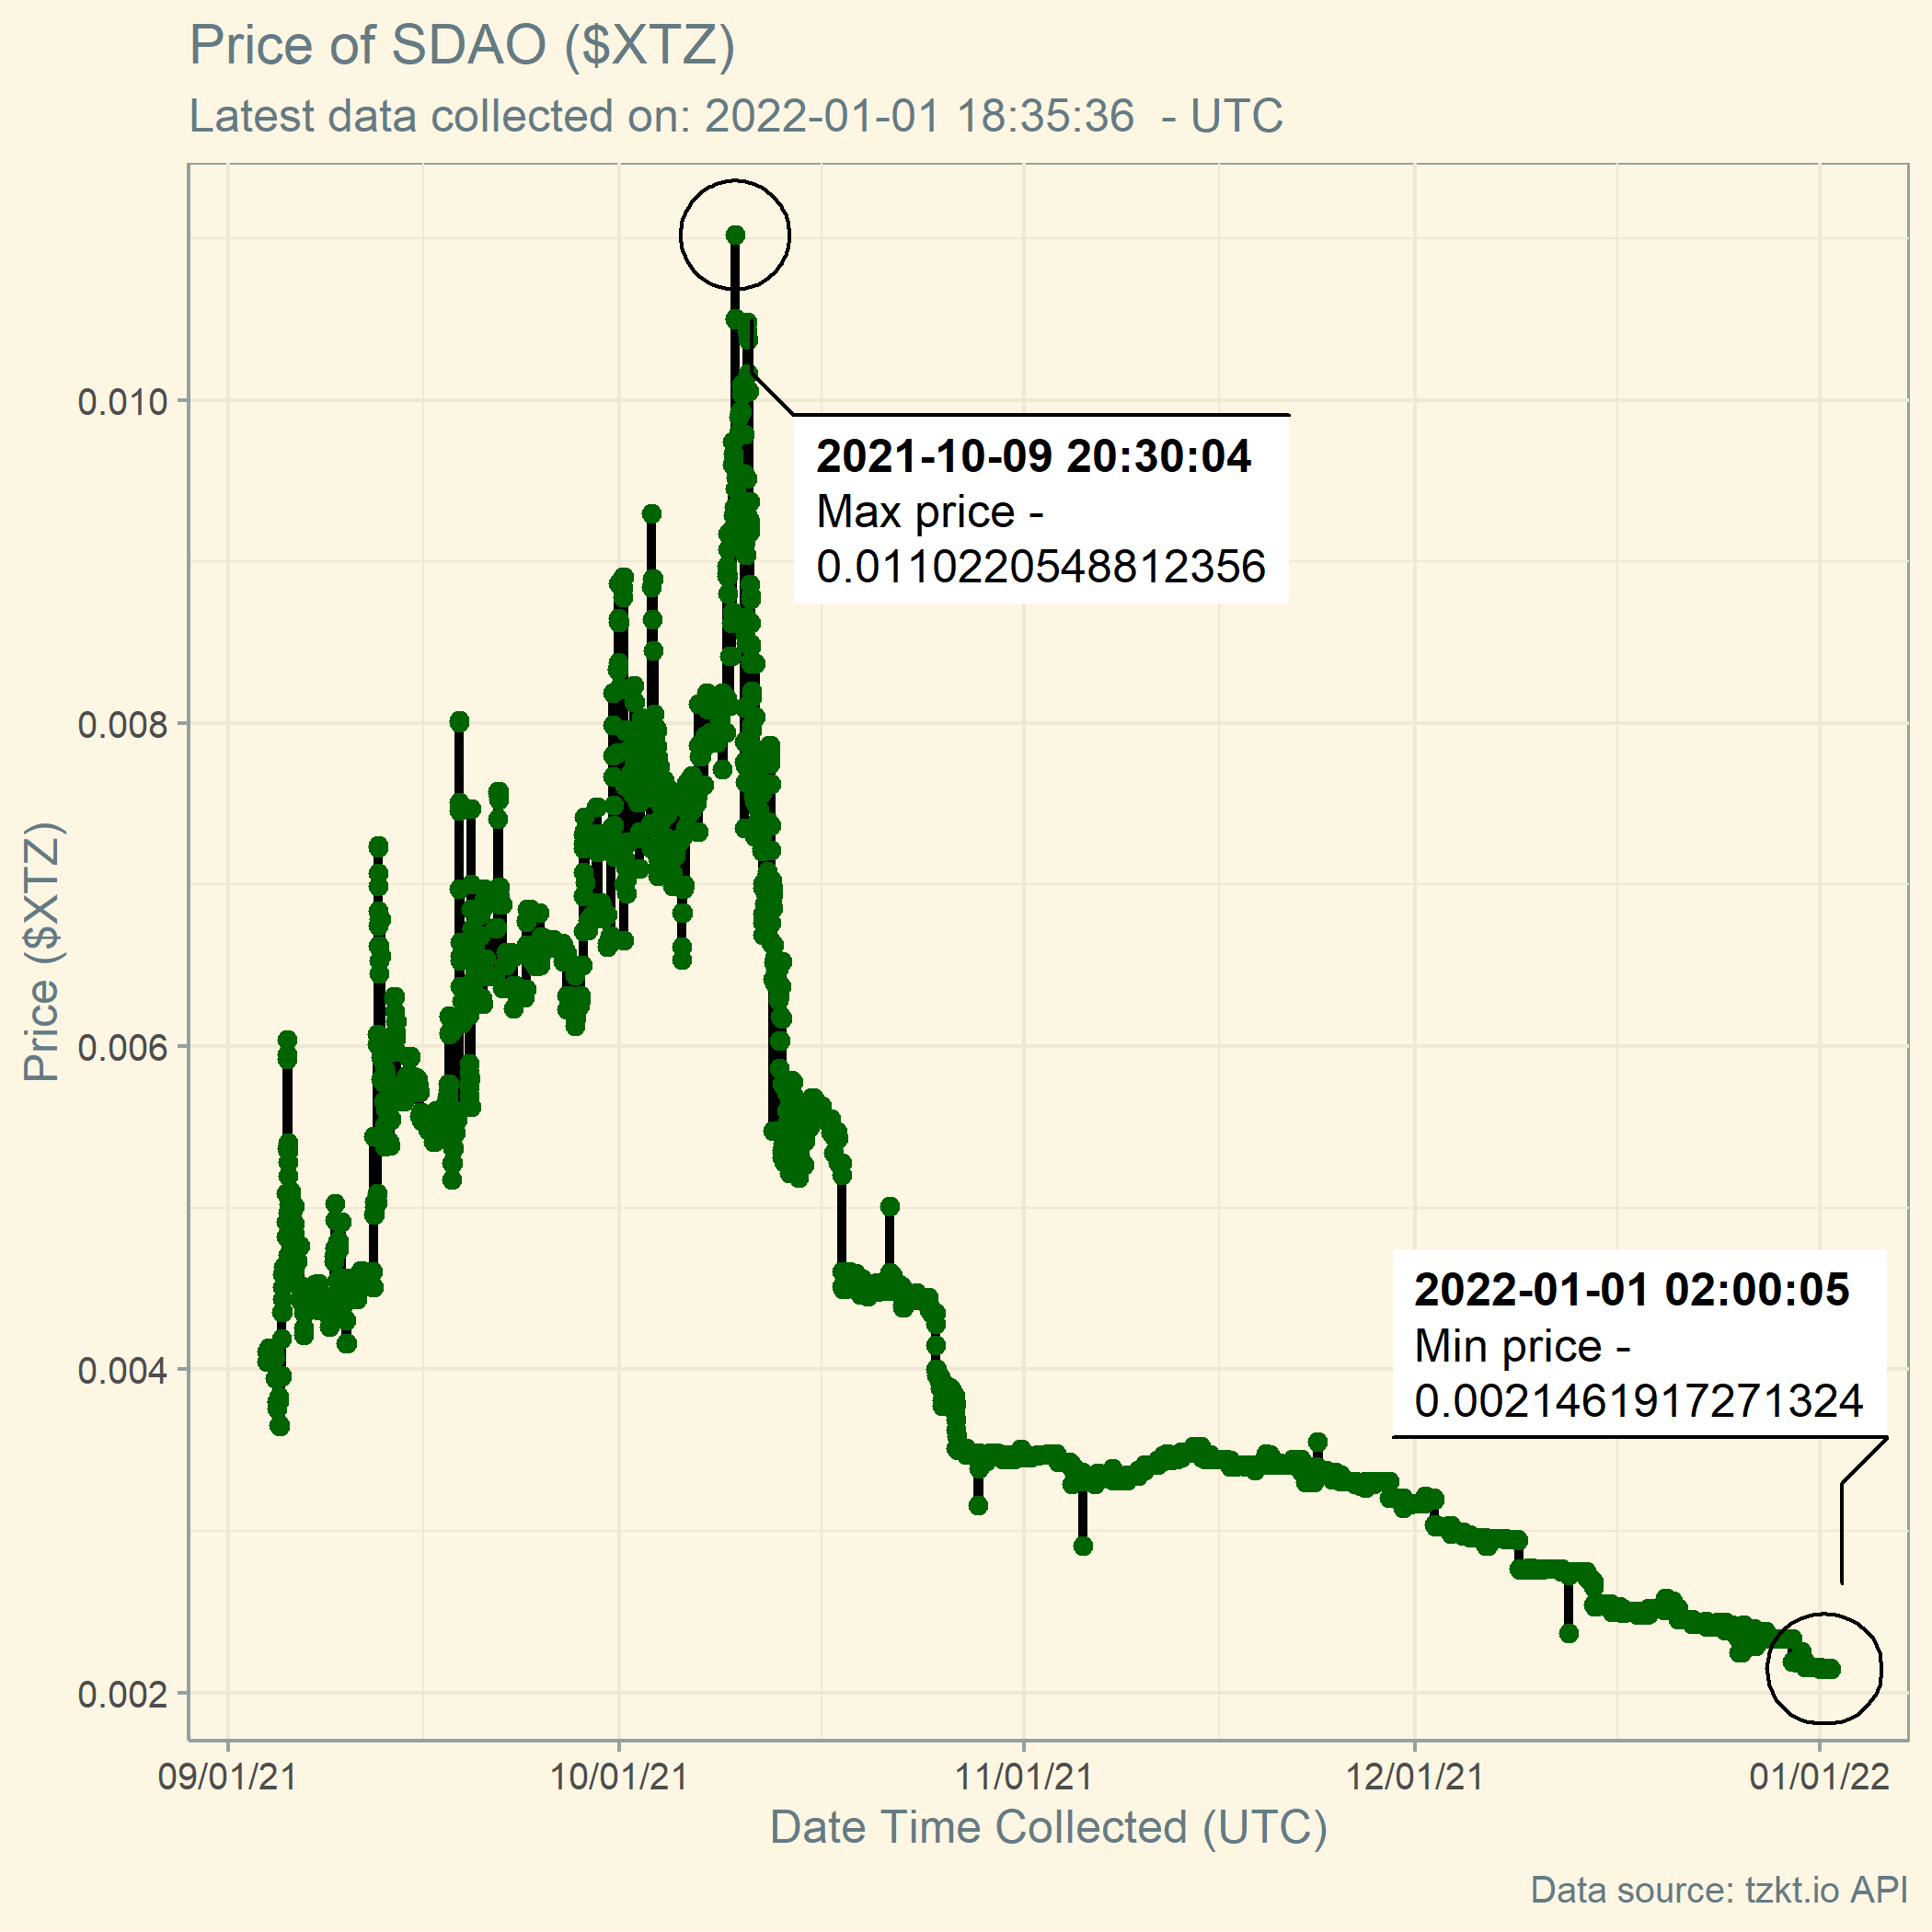 Price of SDAO ($XTZ)
Latest data collected on: 2022-01-01 18:35:36  - UTC
Price ($XTZ)
0.010
0.008
0.006
0.004
0.002
2021-10-09 20:30:04
Max price -
0.0110220548812356
2022-01-01 02:00:05
Min price -
0.0021461917271324
09/01/21
10/01/21
11/01/21
12/01/21
01/01/22
Date Time Collected (UTC)
Data source: tzkt.io API